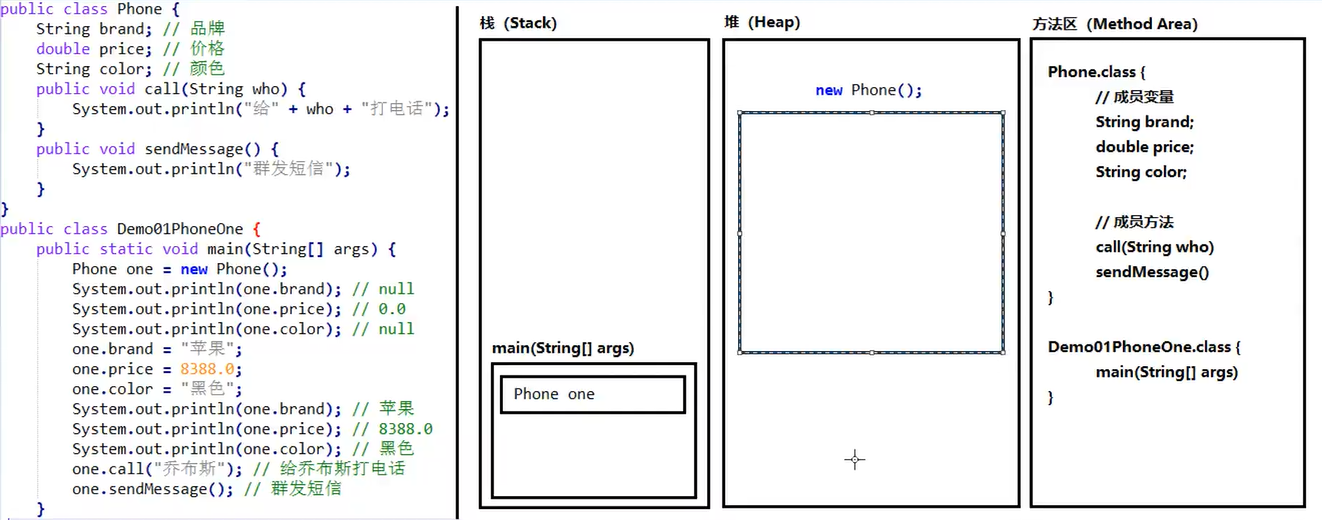 public class Phone {
String brand; // 品牌
double price; // 价格
String color; // 颜色
public void call(String who) {
System.out.println("给" + who + "打电话");
}
public void sendMessage() {
System.out.println("群发短信");
}
}
public class Demo01PhoneOne {
public static void main(String[] args) {
Phone one = new Phone();
System.out.println(one.brand); // null
System.out.println(one.price); // 0.0
System.out.println(one.color); // null
one.brand = "苹果";
one.price = 8388.0;
one.color = "黑色";
System.out.println(one.brand); // 苹果
System.out.println(one.price); // 8388.0
System.out.println(one.color); // 黑色
one.call("乔布斯"); // 给乔布斯打电话
one.sendMessage(); // 群发短信
}
栈（Stack）
main(String[] args)
Phone one
堆（Heap）
new Phone();
方法区（Method Area）
Phone.class {
// 成员变量
String brand;
double price;
String color;
// 成员方法
call(String who)
sendMessage()
}
Demo01PhoneOne.class {
main(String[] args)
}